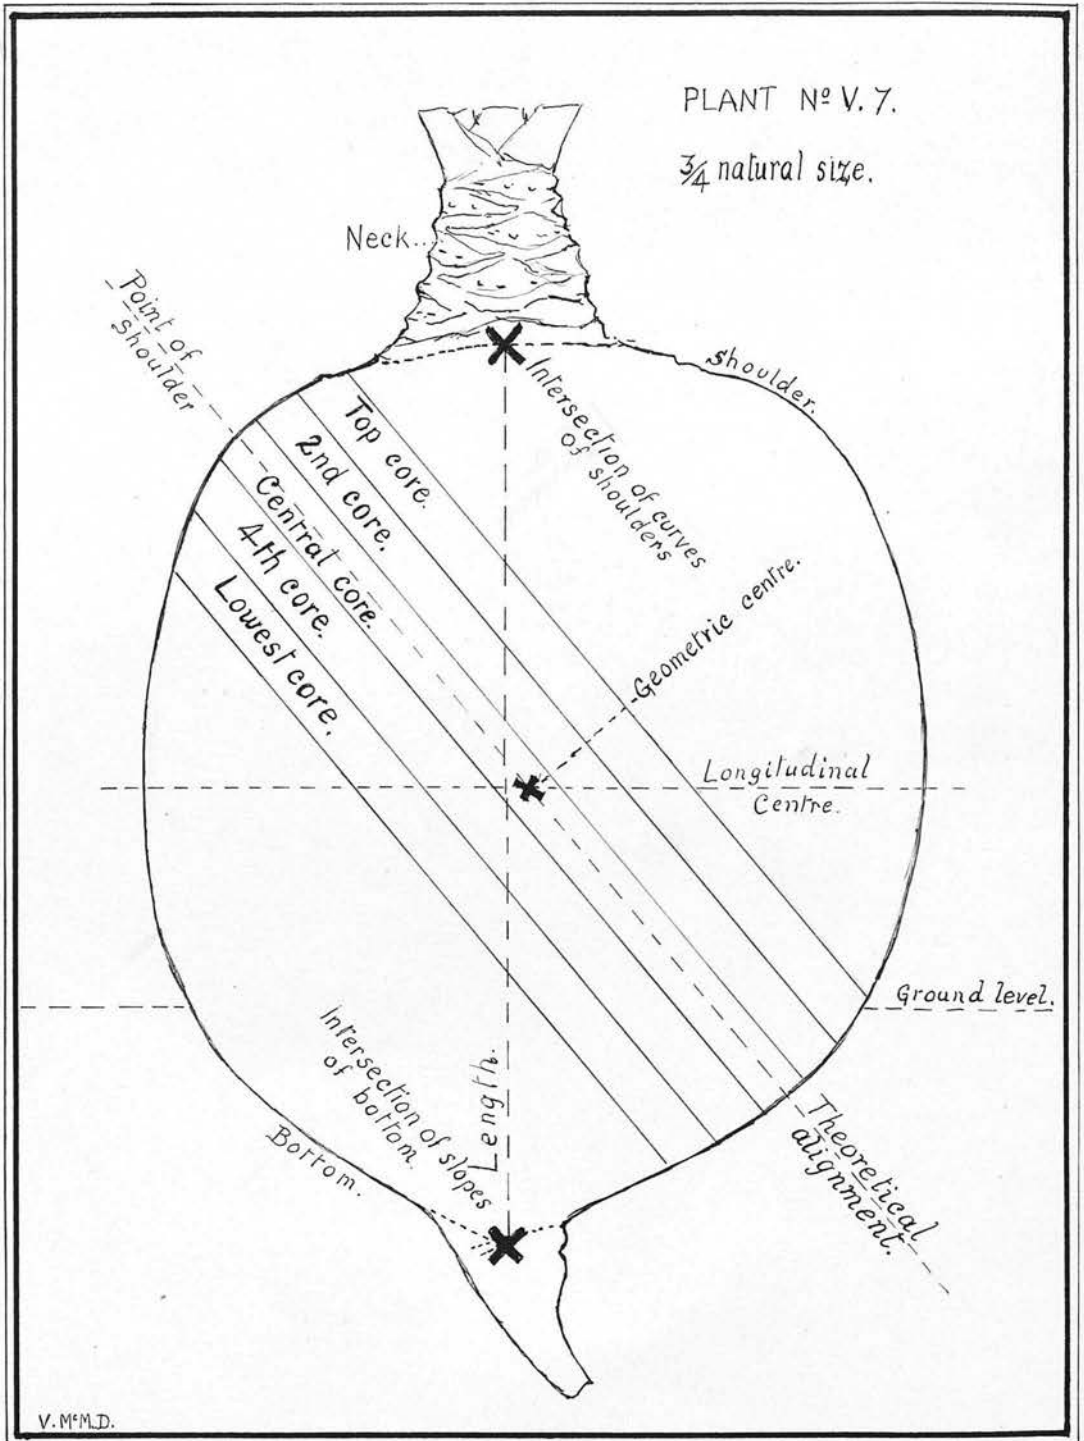 PLANT Nº V. 7.
¾ natural size.
Neck...
Point of
shoulder
Shoulder.
Intersection of curves
of shoulders
Top core.
2nd core.
Central core.
4th core.
Lowest core.
Geometric centre.
Longitudinal
Centre.
Ground level.
Intersection of slopes
of bottom.
Length.
Bottom.
Theoretical
alignment.
V. McM.D.